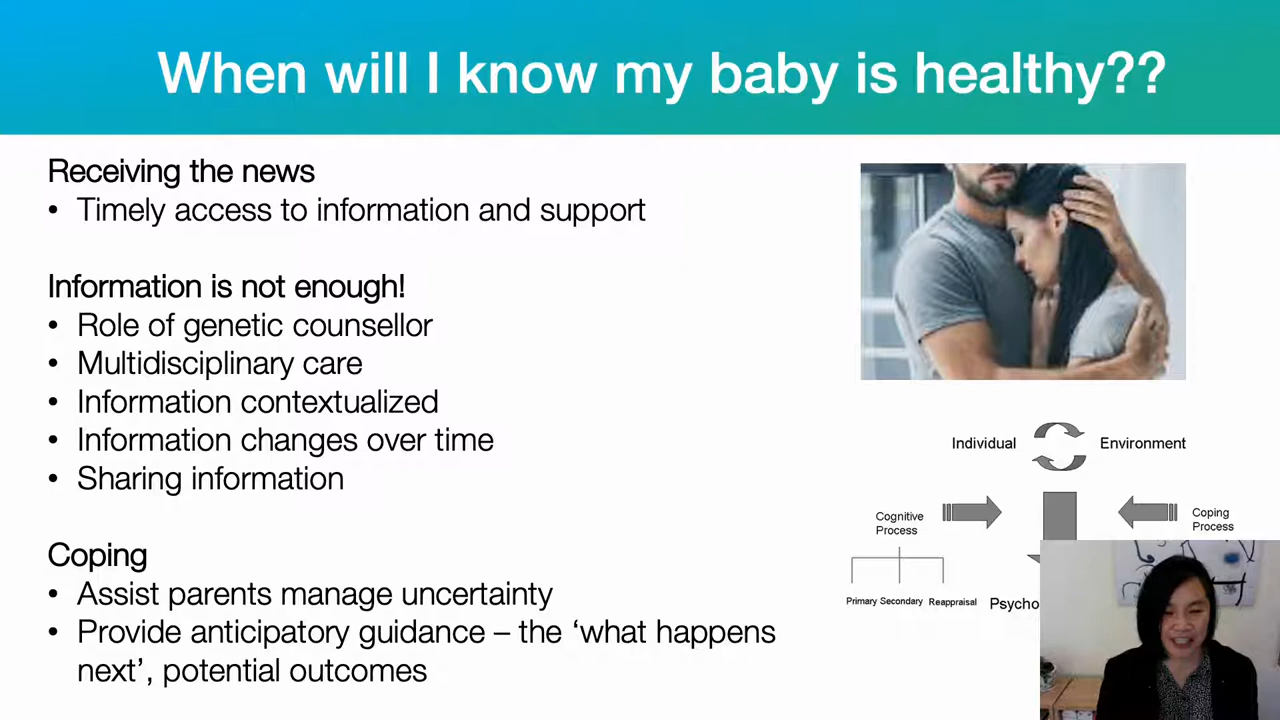 When will I know my baby is healthy??
Receiving the news
• Timely access to information and support
Information is not enough!
• Role of genetic counsellor
• Multidisciplinary care
• Information contextualized
• Information changes over time
• Sharing information
Coping
• Assist parents manage uncertainty
• Provide anticipatory guidance – the ‘what happens
next’, potential outcomes
Individual
Environment
Cognitive
Process
Coping
Process
Primary Secondary Reappraisal